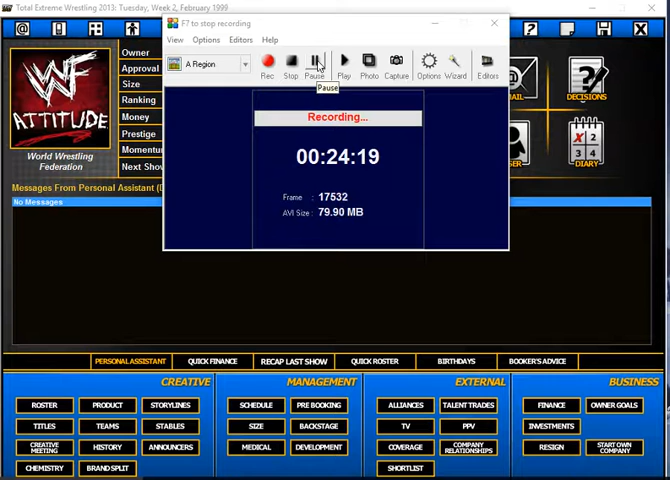 Total Extreme Wrestling 2013: Tuesday, Week 2, February 1999
F7 to stop recording
View Options Editors Help
A Region
Rec Stop Pause Play Photo Capture Options Wizard Editors
Pause
Recording...
00:24:19
Frame : 17532
AVI Size : 79.90 MB
WF
ATTITUDE
World Wrestling
Federation
Owner
Approval
Size
Ranking
Money
Prestige
Momentu
Next Show
MAIL
DECISIONS
SER
DIARY
Messages From Personal Assistant (D
No Messages
PERSONAL ASSISTANT QUICK FINANCE RECAP LAST SHOW QUICK ROSTER BIRTHDAYS BOOKER'S ADVICE
CREATIVE MANAGEMENT EXTERNAL BUSINESS
ROSTER PRODUCT STORYLINES SCHEDULE PRE BOOKING ALLIANCES TALENT TRADES FINANCE OWNER GOALS
TITLES TEAMS STABLES SIZE BACKSTAGE TV PPV INVESTMENTS
CREATIVE MEETING HISTORY ANNOUNCERS MEDICAL DEVELOPMENT COVERAGE COMPANY RELATIONSHIPS RESIGN START OWN COMPANY
CHEMISTRY BRAND SPLIT SHORTLIST